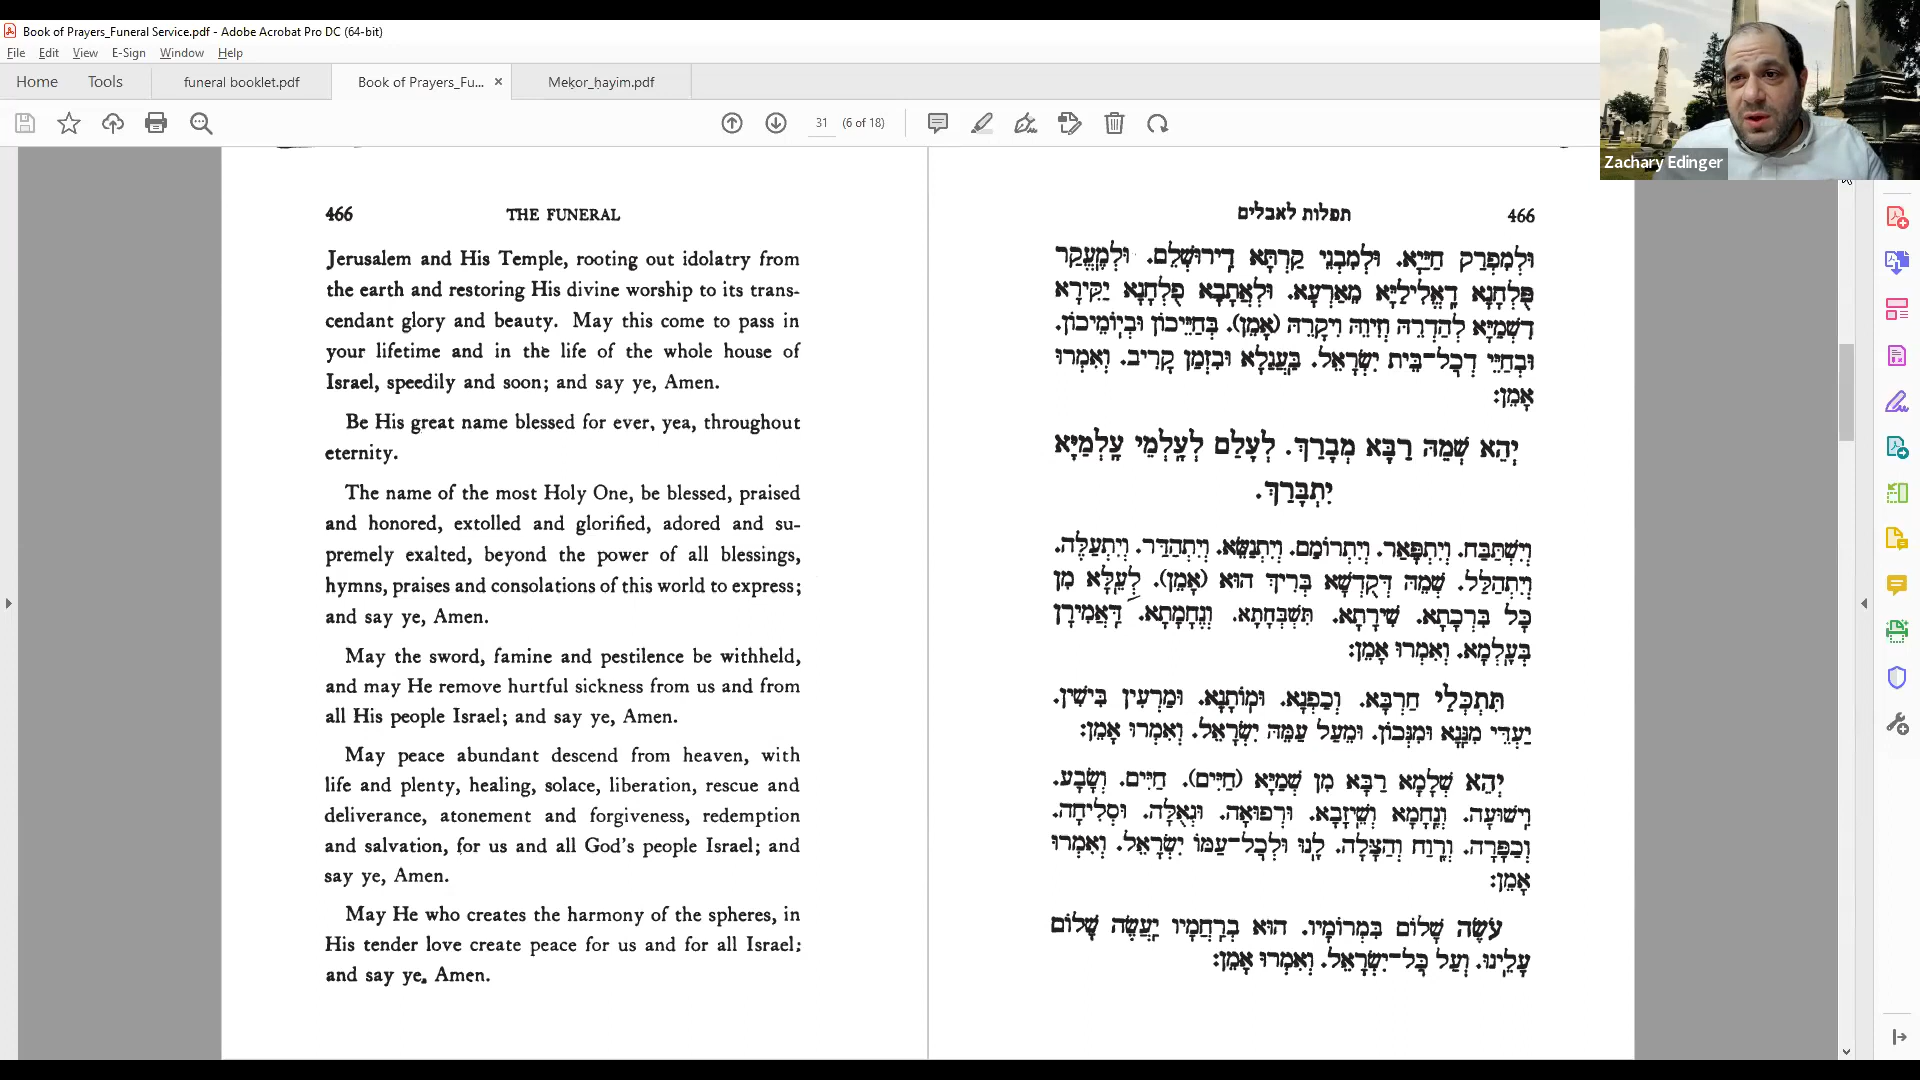 Book of Prayers_Funeral Service.pdf - Adobe Acrobat Pro DC (64-bit)
File Edit View E-Sign Window Help
Home Tools funeral booklet.pdf Book of Prayers_Fu... × Mekor_hayim.pdf
31 (6 of 18)
Zachary Edinger
466 THE FUNERAL
Jerusalem and His Temple, rooting out idolatry from
the earth and restoring His divine worship to its trans-
cendant glory and beauty. May this come to pass in
your lifetime and in the life of the whole house of
Israel, speedily and soon; and say ye, Amen.
Be His great name blessed for ever, yea, throughout
eternity.
The name of the most Holy One, be blessed, praised
and honored, extolled and glorified, adored and su-
premely exalted, beyond the power of all blessings,
hymns, praises and consolations of this world to express;
and say ye, Amen.
May the sword, famine and pestilence be withheld,
and may He remove hurtful sickness from us and from
all His people Israel; and say ye, Amen.
May peace abundant descend from heaven, with
life and plenty, healing, solace, liberation, rescue and
deliverance, atonement and forgiveness, redemption
and salvation, for us and all God's people Israel; and
say ye, Amen.
May He who creates the harmony of the spheres, in
His tender love create peace for us and for all Israel;
and say ye, Amen.
תפלות לאבלים 466
וּלְמִפְרַק חַיַּיָּא. וּלְמִבְנֵי קַרְתָּא דִירוּשְׁלֵם. וּלְמֶעֱקַר
פֻּלְחָנָא דֶאֱלִילַיָּא מֵאַרְעָא. וְלַאֲתָבָא פֻלְחָנָא יַקִּירָא
דִשְׁמַיָּא לְהַדְרֵהּ וְזִיוֵהּ וִיקָרֵהּ (אָמֵן). בְּחַיֵּיכוֹן וּבְיוֹמֵיכוֹן.
וּבְחַיֵּי דְכָל־בֵּית יִשְׂרָאֵל. בַּעֲגָלָא וּבִזְמַן קָרִיב. וְאִמְרוּ
אָמֵן:
יְהֵא שְׁמֵהּ רַבָּא מְבָרַךְ. לְעָלַם לְעָלְמֵי עָלְמַיָּא
יִתְבָּרַךְ.
וְיִשְׁתַּבַּח. וְיִתְפָּאַר. וְיִתְרוֹמַם. וְיִתְנַשֵּׂא. וְיִתְהַדַּר. וְיִתְעַלֶּה.
וְיִתְהַלַּל. שְׁמֵהּ דְּקֻדְשָׁא בְּרִיךְ הוּא (אָמֵן). לְעֵלָּא מִן
כָּל בִּרְכָתָא. שִׁירָתָא. תִּשְׁבְּחָתָא. וְנֶחָמָתָא. דַּאֲמִירָן
בְּעָלְמָא. וְאִמְרוּ אָמֵן:
תִּתְכְּלֵי חַרְבָּא. וְכַפְנָא. וּמוֹתָנָא. וּמַרְעִין בִּישִׁין.
יַעְדֵּי מִנָּנָא וּמִנְּכוֹן. וּמֵעַל עַמֵּהּ יִשְׂרָאֵל. וְאִמְרוּ אָמֵן:
יְהֵא שְׁלָמָא רַבָּא מִן שְׁמַיָּא (חַיִּים). חַיִּים. וְשָׂבָע.
וִישׁוּעָה. וְנֶחָמָא וְשֵׁיזָבָא. וּרְפוּאָה. וּגְאֻלָּה. וּסְלִיחָה.
וְכַפָּרָה. וְרֶוַח וְהַצָּלָה. לָנוּ וּלְכָל־עַמּוֹ יִשְׂרָאֵל. וְאִמְרוּ
אָמֵן:
עֹשֶׂה שָׁלוֹם בִּמְרוֹמָיו. הוּא בְרַחֲמָיו יַעֲשֶׂה שָׁלוֹם
עָלֵינוּ. וְעַל כָּל־יִשְׂרָאֵל. וְאִמְרוּ אָמֵן: